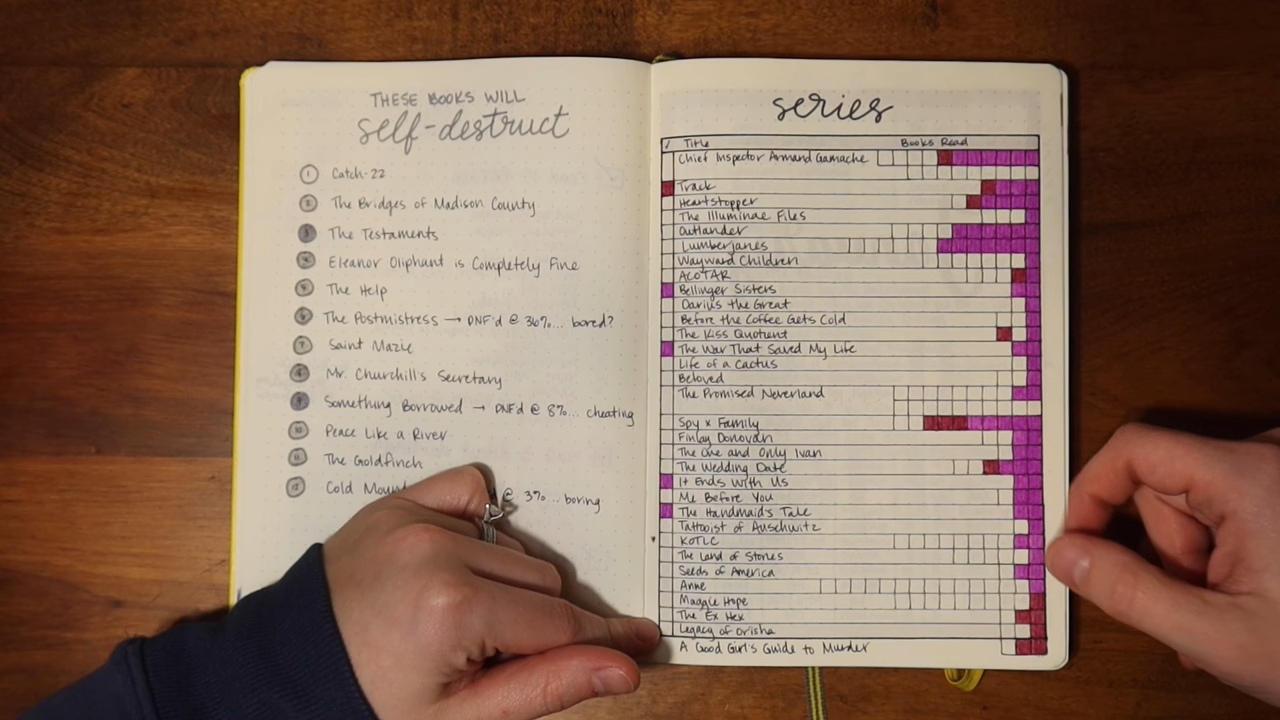 THESE BOOKS WILL
self-destruct
1 Catch-22
2 The Bridges of Madison County
3 The Testaments
4 Eleanor Oliphant is Completely Fine
5 The Help
6 The Postmistress → DNF'd @ 36%... bored?
7 Saint Mazie
8 Mr. Churchill's Secretary
9 Something Borrowed → DNF'd @ 8%... cheating
10 Peace Like a River
11 The Goldfinch
12 Cold @ 3%... boring
series
✓ Title Books Read
Chief Inspector Armand Gamache
Track
Heartstopper
The Illuminae Files
Outlander
Lumberjanes
Wayward Children
ACOTAR
Bellinger Sisters
Darius the Great
Before the Coffee Gets Cold
The Kiss Quotient
The War That Saved My Life
Life of a Cactus
Beloved
The Promised Neverland
Spy x Family
Finlay Donovan
The One and Only Ivan
The Wedding Date
It Ends With Us
Me Before You
The Handmaid's Tale
Tattooist of Auschwitz
KOTLC
The Land of Stories
Seeds of America
Anne
Maggie Hope
The Ex Hex
Legacy of Orisha
A Good Girl's Guide to Murder